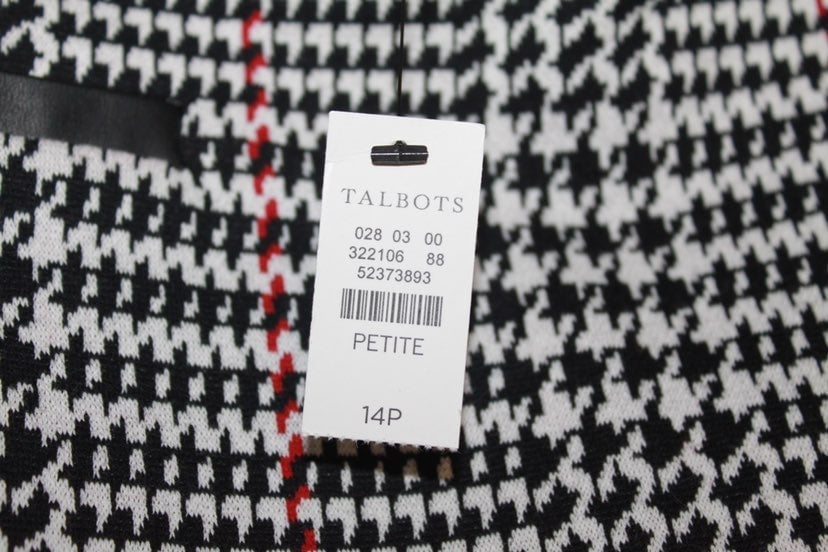 TALBOTS
028 03 00
322106 88
52373893
PETITE
14P